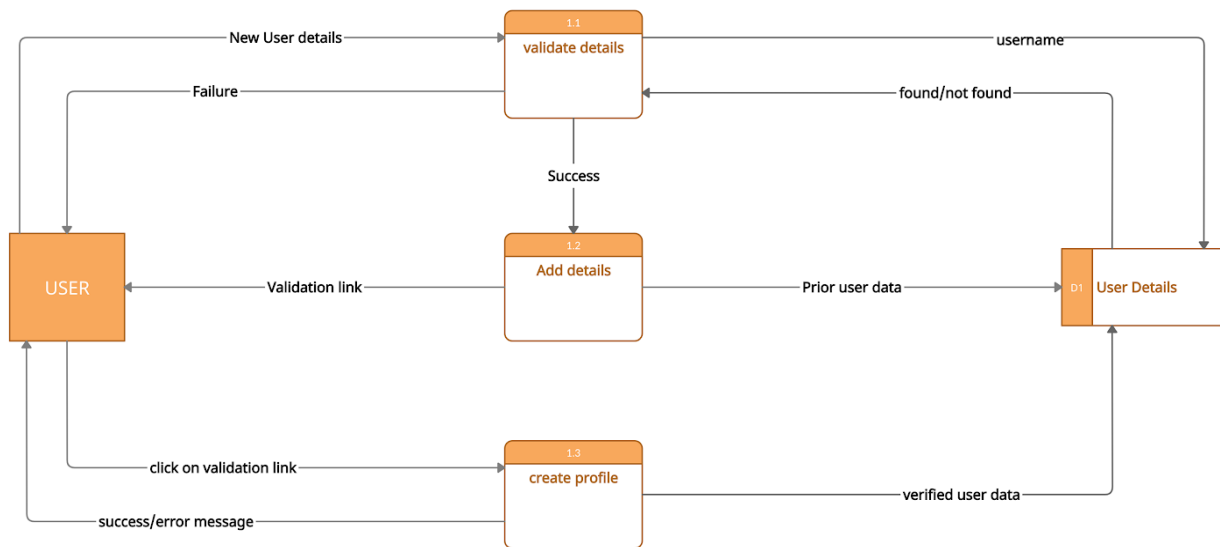 1.1
New User details
validate details
username
Failure
found/not found
Success
1.2
Add details
USER
Validation link
Prior user data
D1
User Details
1.3
click on validation link
create profile
verified user data
success/error message